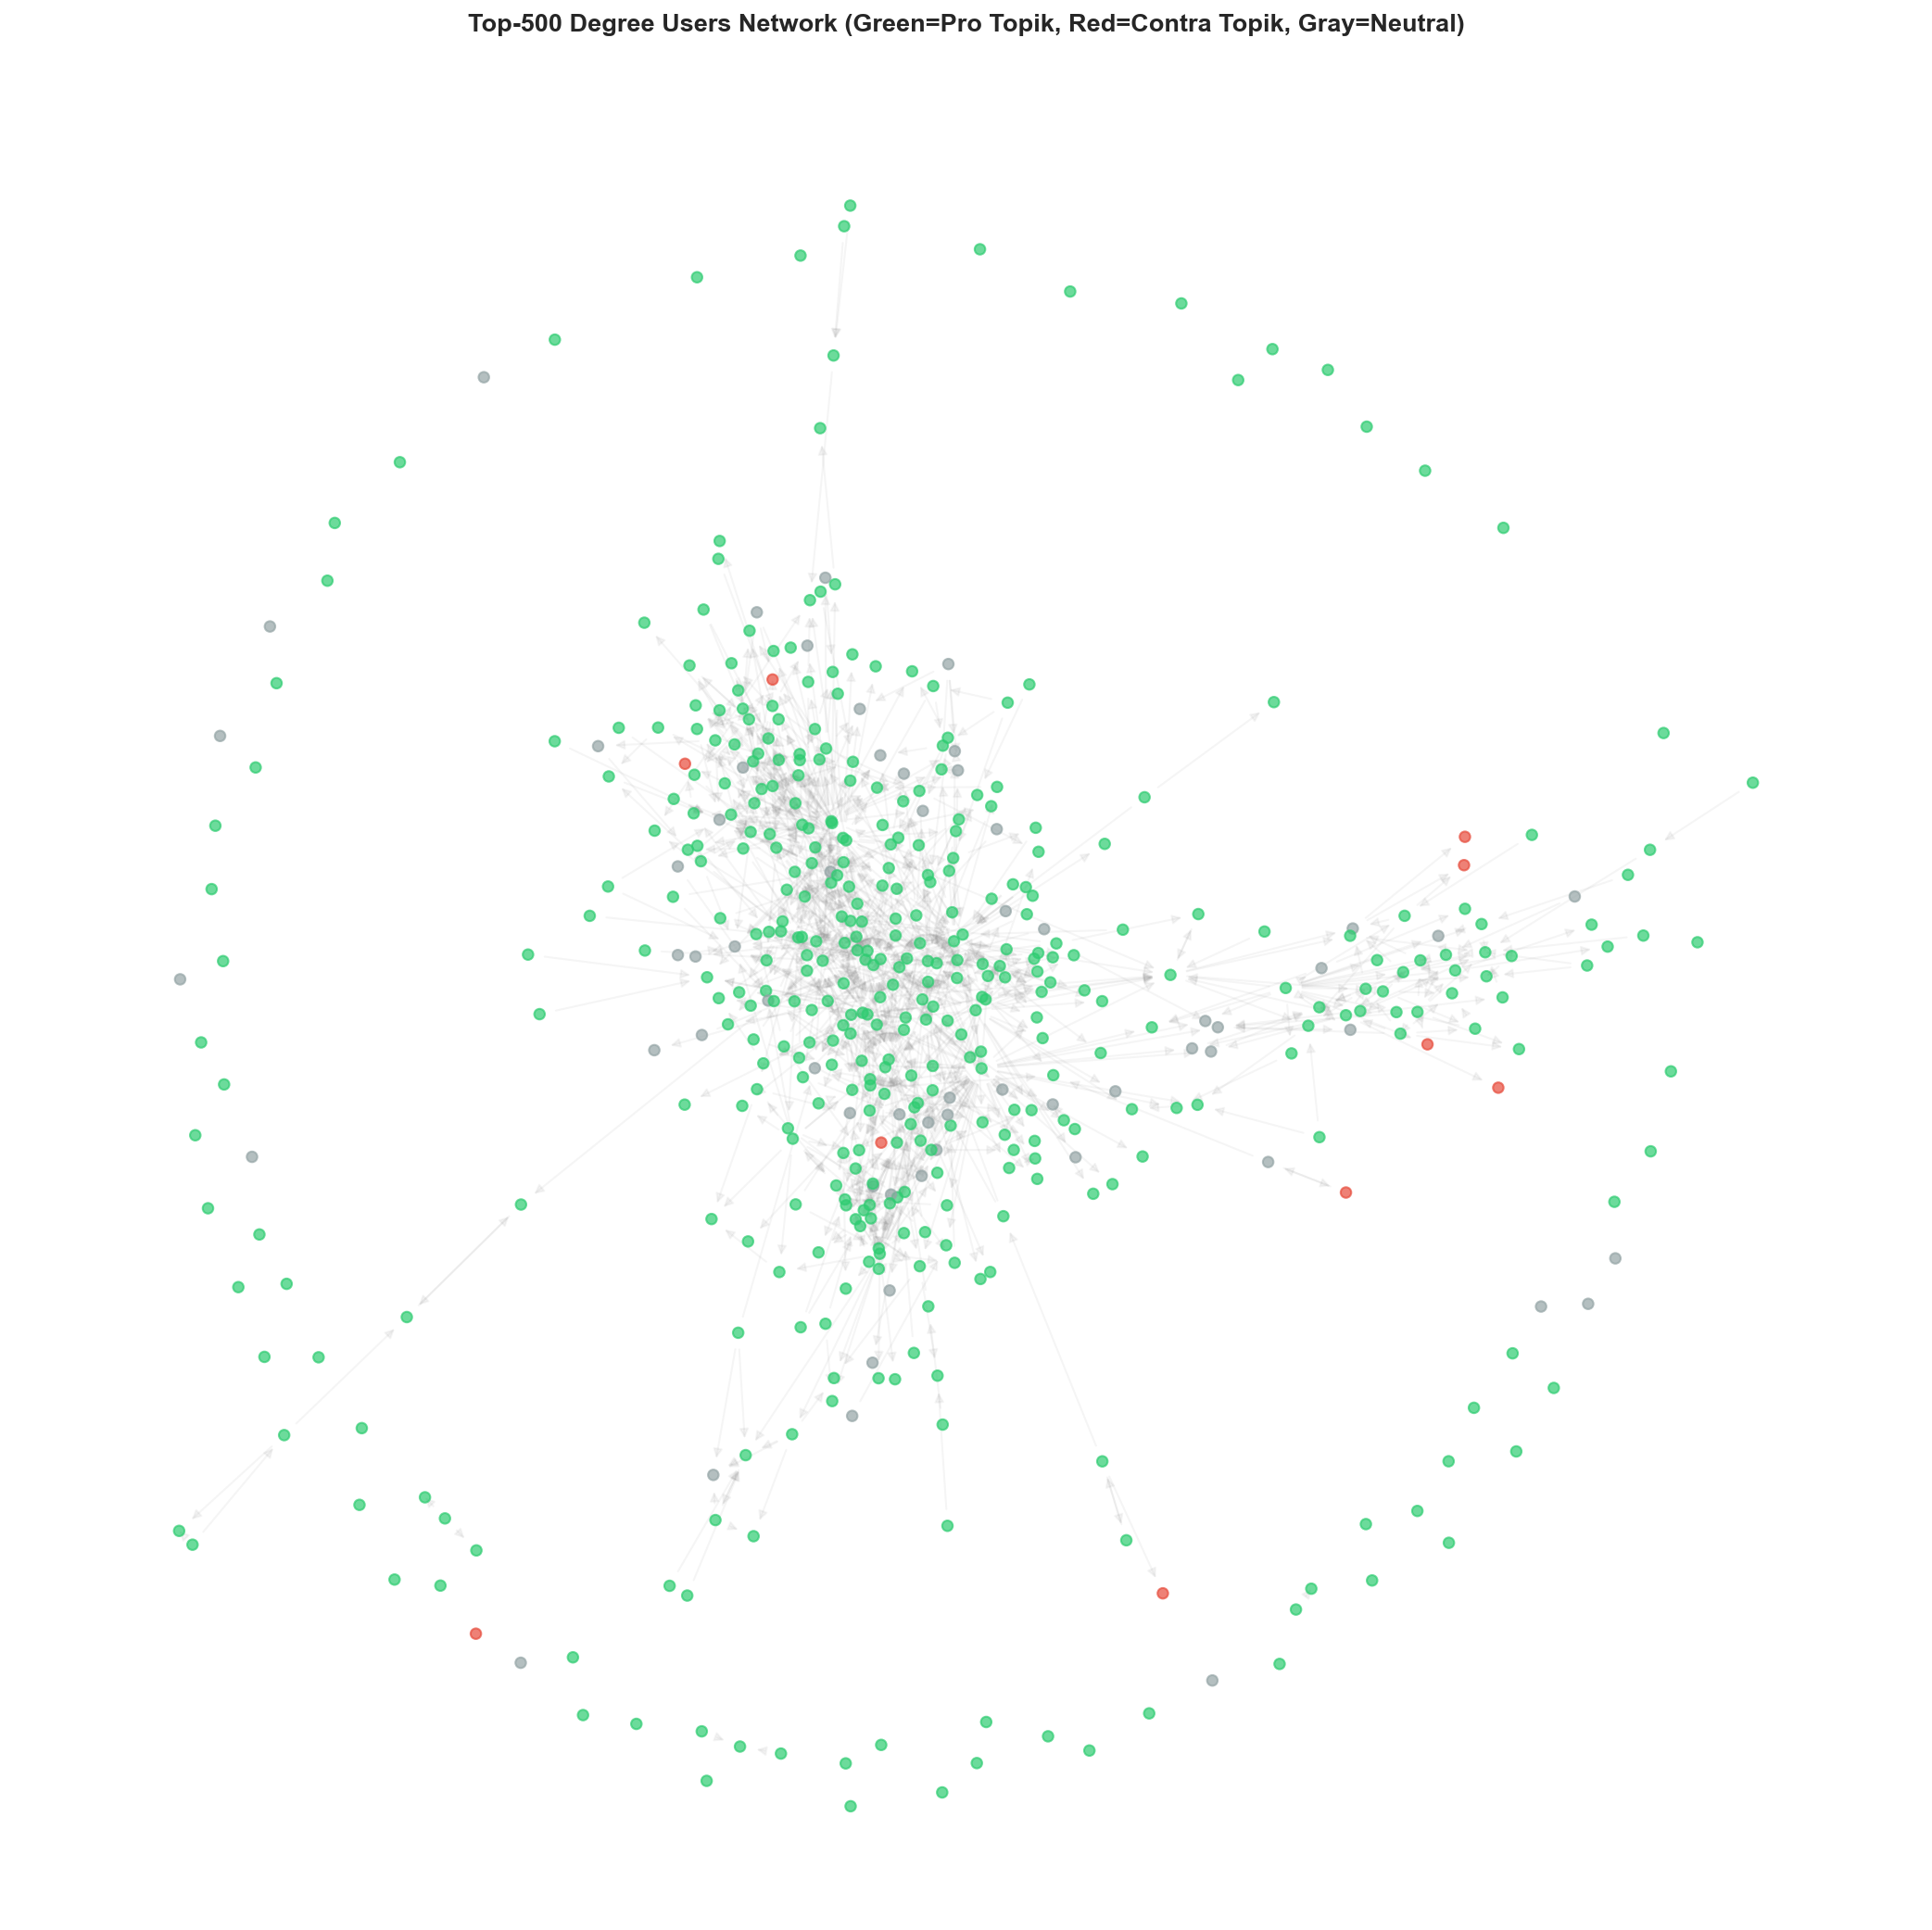 Top-500 Degree Users Network (Green=Pro Topik, Red=Contra Topik, Gray=Neutral)